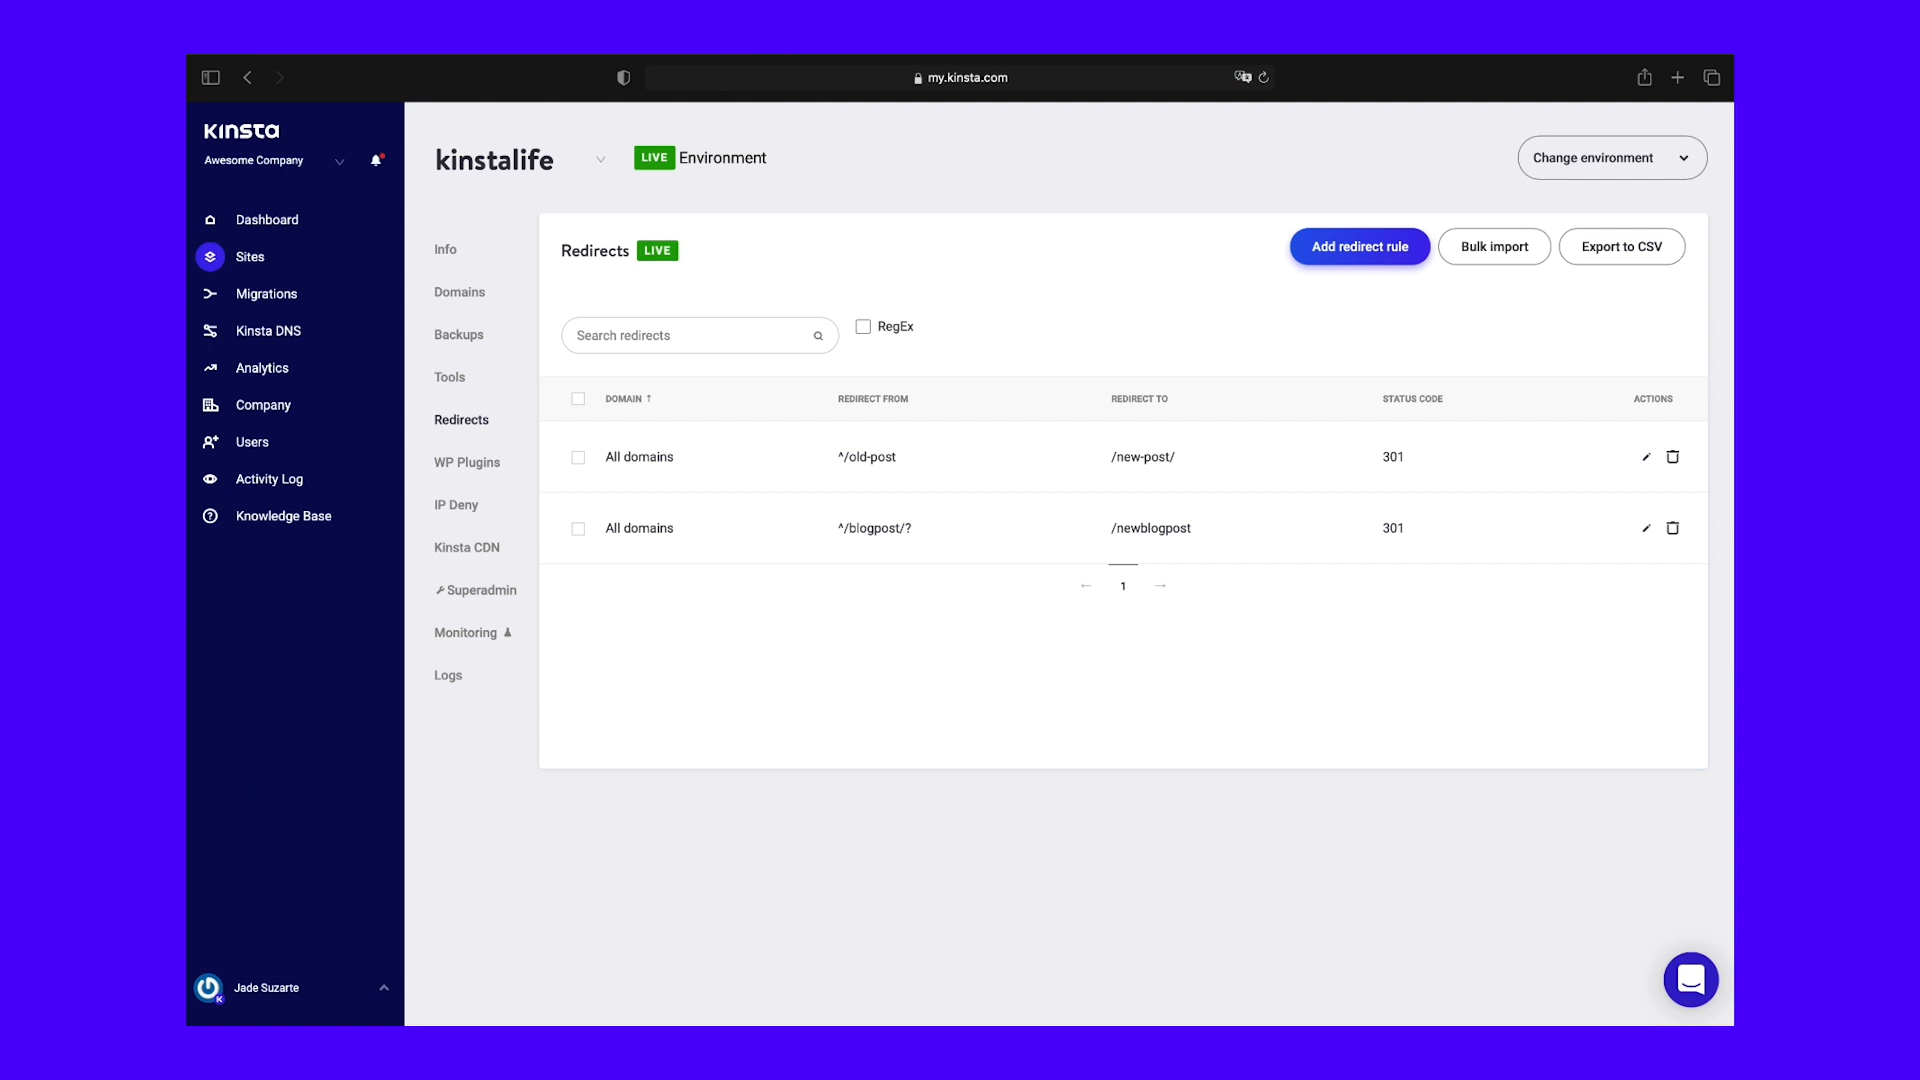 my.kinsta.com
KINSTA
Awesome Company
Dashboard
Sites
Migrations
Kinsta DNS
Analytics
Company
Users
Activity Log
Knowledge Base
Jade Suzarte
kinstalife
LIVE Environment
Change environment
Info
Domains
Backups
Tools
Redirects
WP Plugins
IP Deny
Kinsta CDN
Superadmin
Monitoring
Logs
Redirects LIVE
Add redirect rule
Bulk import
Export to CSV
Search redirects
RegEx
DOMAIN ↑ REDIRECT FROM REDIRECT TO STATUS CODE ACTIONS
All domains ^/old-post /new-post/ 301
All domains ^/blogpost/? /newblogpost 301
← 1 →